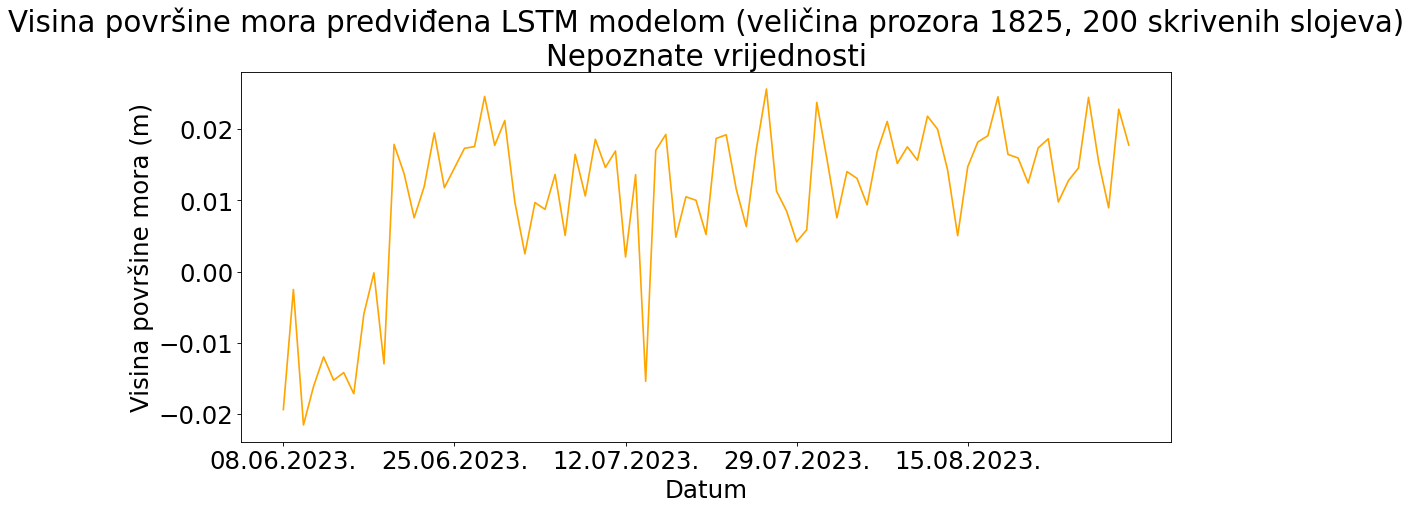 Visina površine mora predviđena LSTM modelom (veličina prozora 1825, 200 skrivenih slojeva)
Nepoznate vrijednosti
Visina površine mora (m)
0.02
0.01
0.00
−0.01
−0.02
08.06.2023. 25.06.2023. 12.07.2023. 29.07.2023. 15.08.2023.
Datum